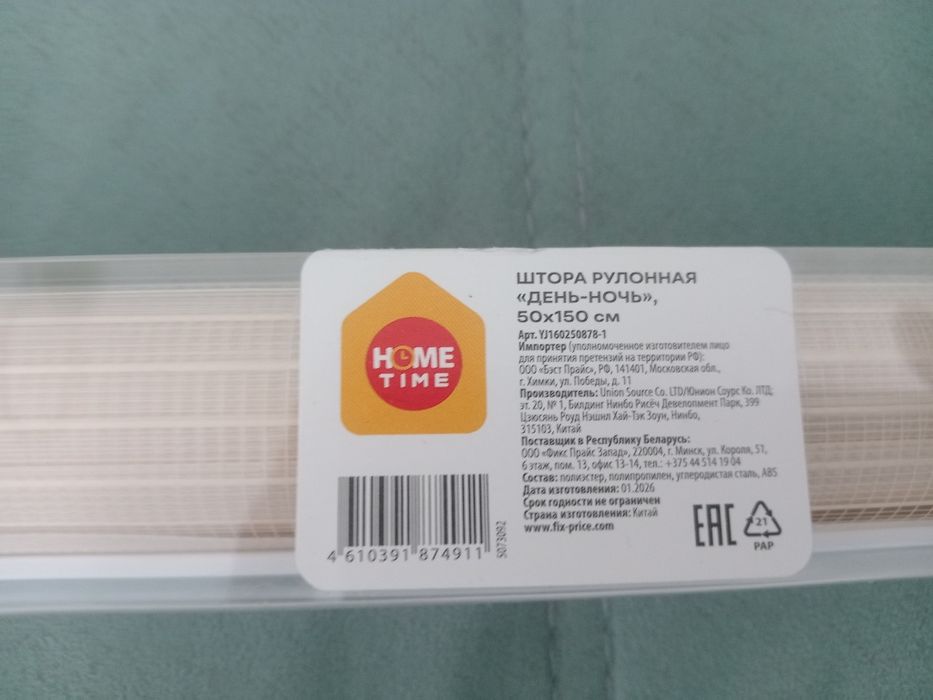 HOME
TIME
ШТОРА РУЛОННАЯ
«ДЕНЬ-НОЧЬ»,
50х150 см
Арт. YJ160250878-1
Импортер (уполномоченное изготовителем лицо
для принятия претензий на территории РФ):
ООО «Бэст Прайс», РФ, 141401, Московская обл.,
г. Химки, ул. Победы, д. 11
Производитель: Union Source Co. LTD/Юнион Соурс Ко. ЛТД,
эт. 20, № 1, Билдинг Нинбо Рисёч Девелопмент Парк, 399
Цзюсянь Роуд Нэшнл Хай-Тэк Зоун, Нинбо,
315103, Китай
Поставщик в Республику Беларусь:
ООО «Фикс Прайс Запад», 220004, г. Минск, ул. Короля, 51,
6 этаж, пом. 13, офис 13-14, тел.: +375 44 514 19 04
Состав: полиэстер, полипропилен, углеродистая сталь, ABS
Дата изготовления: 01.2026
Срок годности не ограничен
Страна изготовления: Китай
www.fix-price.com
4 610391 874911
S073092
EAC
21
PAP